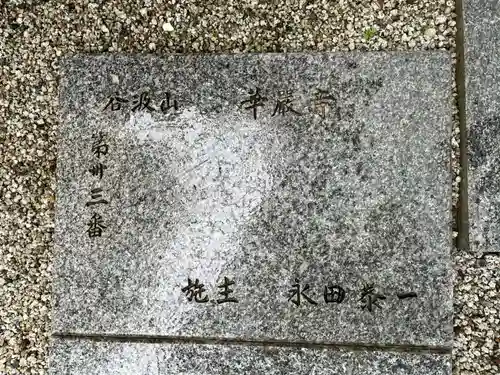 谷汲山 華厳寺
第卅三番
施主 永田恭一